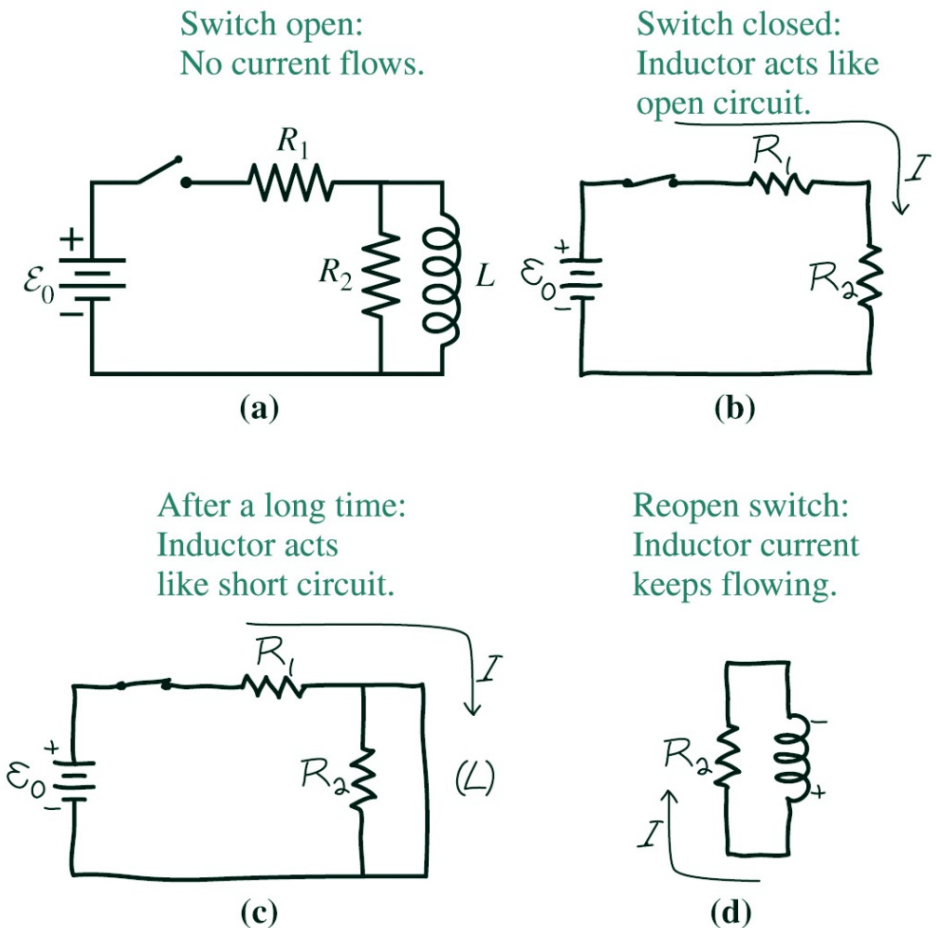 Switch open:
No current flows.
R₁
+
ℰ₀
−
R₂
L
(a)
Switch closed:
Inductor acts like
open circuit.
R₁
I
+
ℰ₀
−
R₂
(b)
After a long time:
Inductor acts
like short circuit.
R₁
I
+
ℰ₀
−
R₂
(L)
(c)
Reopen switch:
Inductor current
keeps flowing.
−
R₂
+
I
(d)